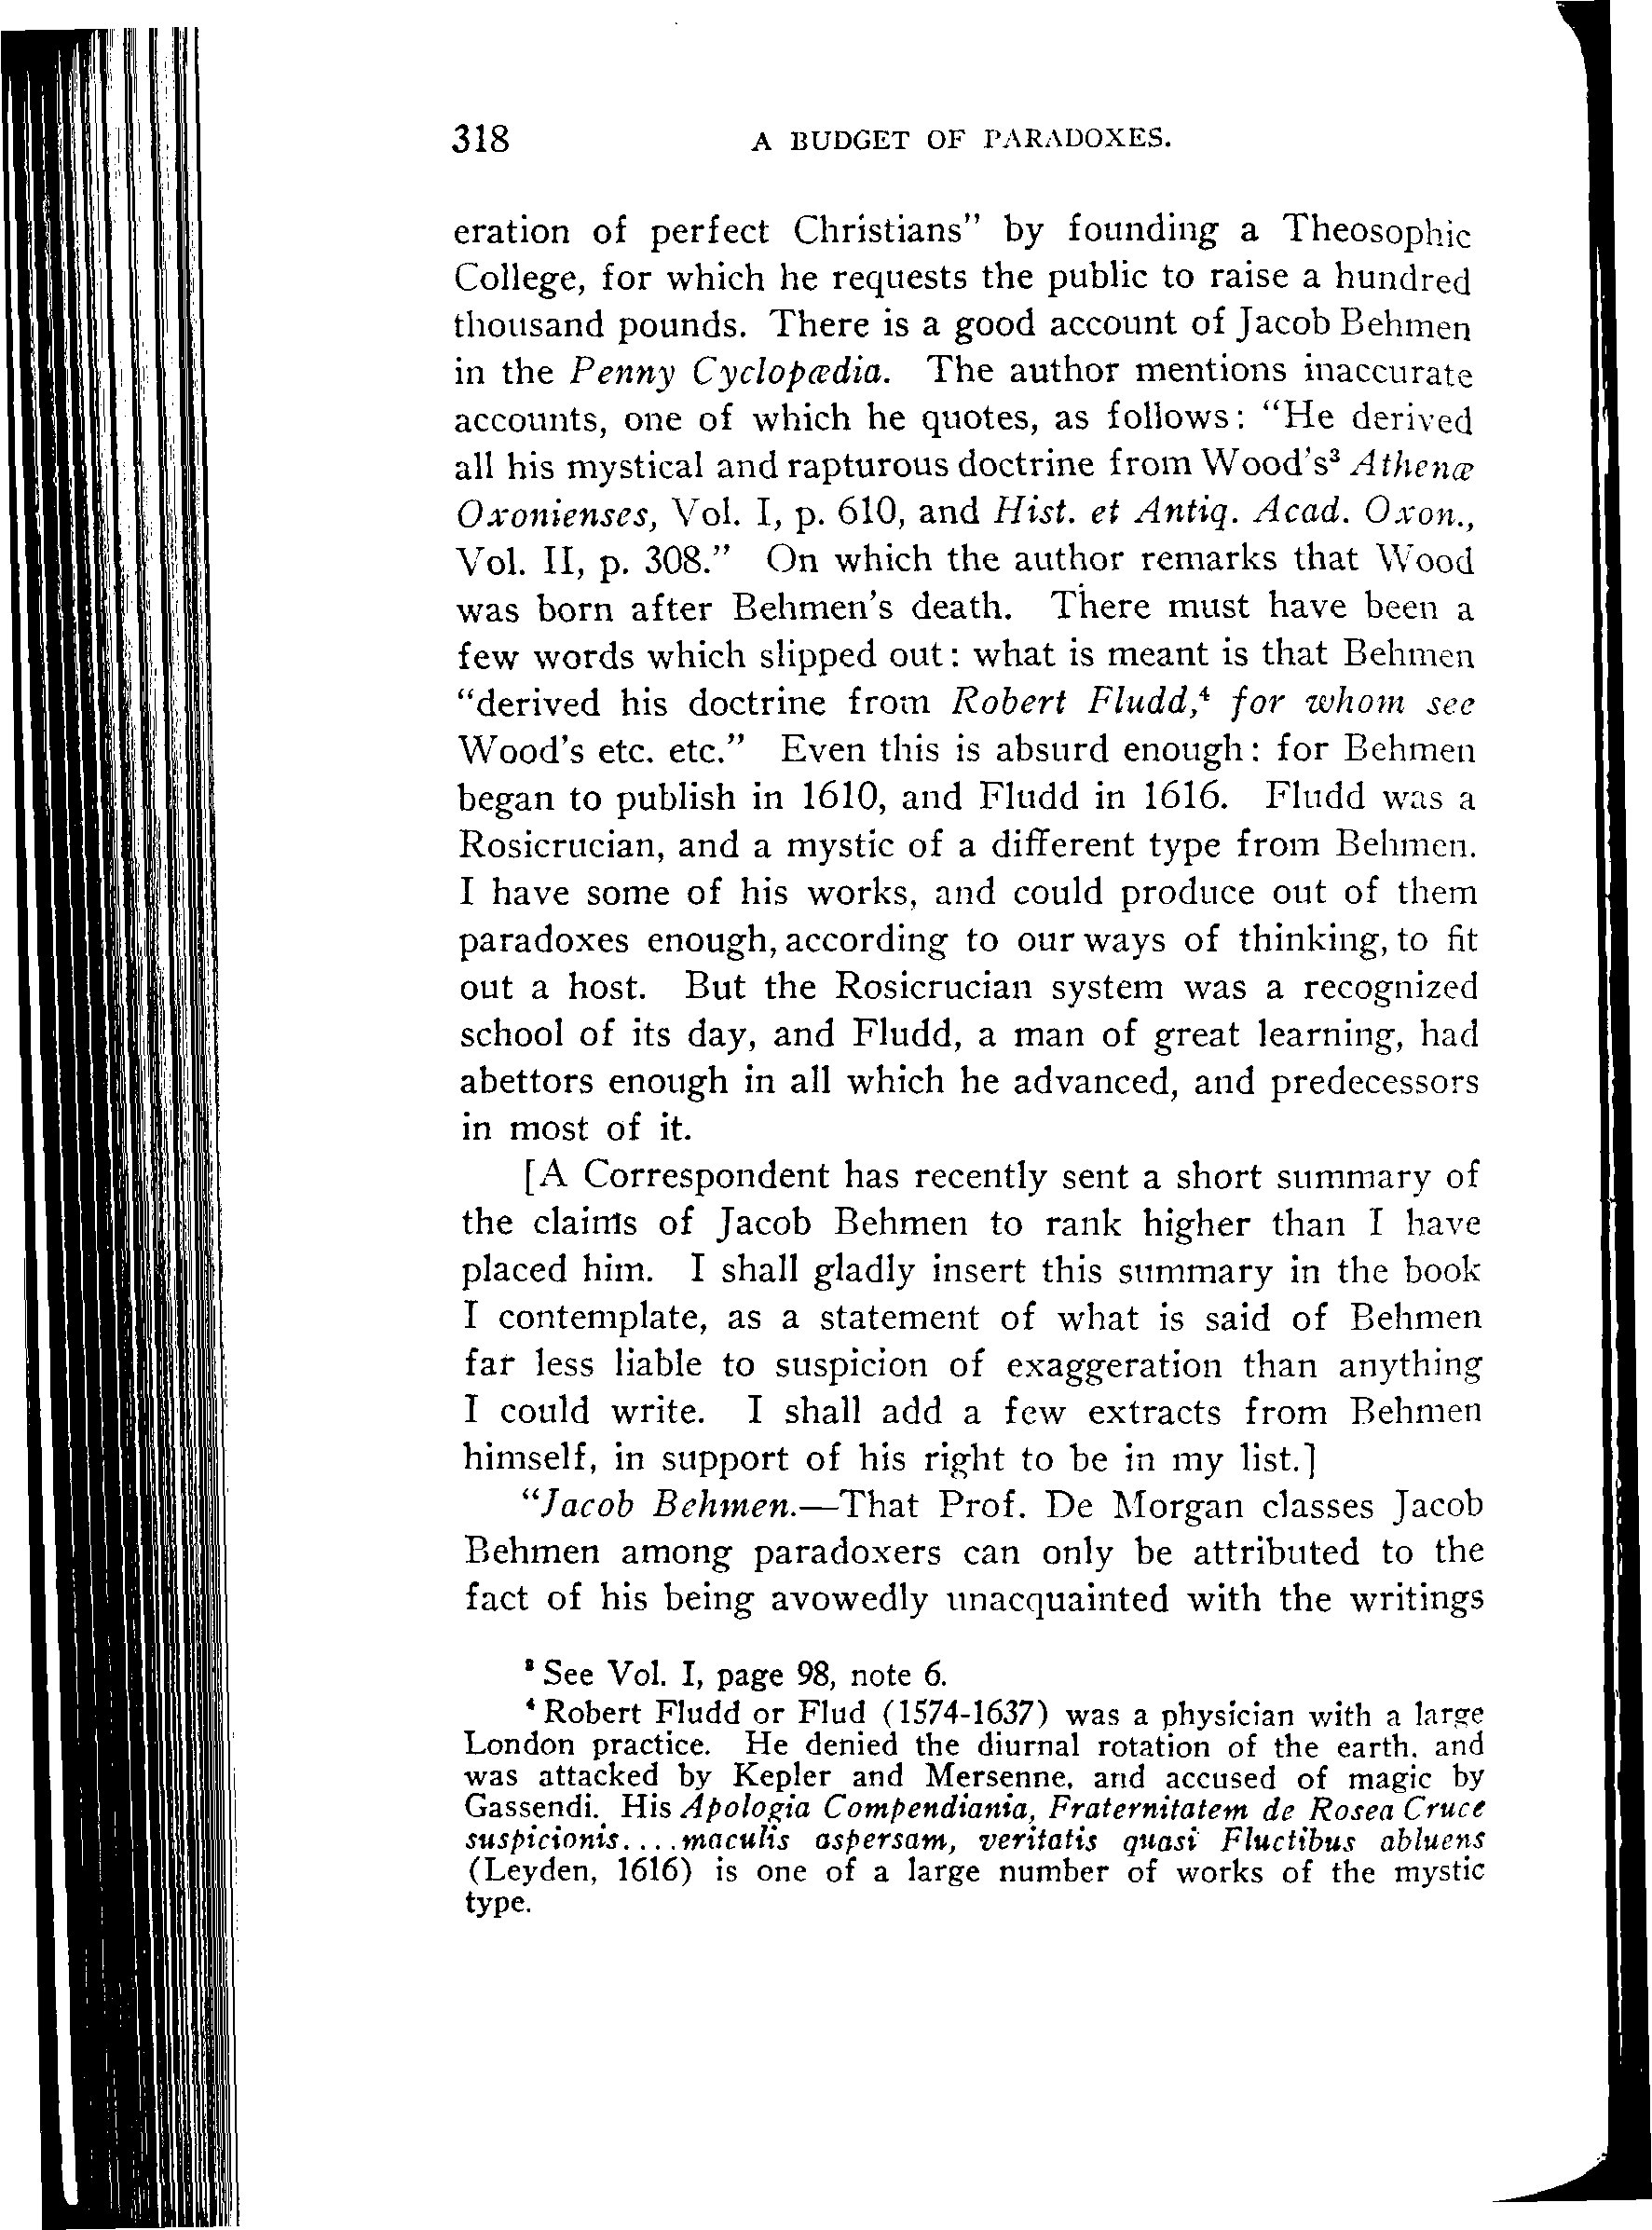 318 A BUDGET OF PARADOXES.
eration of perfect Christians" by founding a Theosophic
College, for which he requests the public to raise a hundred
thousand pounds. There is a good account of Jacob Behmen
in the Penny Cyclopædia. The author mentions inaccurate
accounts, one of which he quotes, as follows: "He derived
all his mystical and rapturous doctrine from Wood's³ Athenæ
Oxonienses, Vol. I, p. 610, and Hist. et Antiq. Acad. Oxon.,
Vol. II, p. 308." On which the author remarks that Wood
was born after Behmen's death. There must have been a
few words which slipped out: what is meant is that Behmen
"derived his doctrine from Robert Fludd,⁴ for whom see
Wood's etc. etc." Even this is absurd enough: for Behmen
began to publish in 1610, and Fludd in 1616. Fludd was a
Rosicrucian, and a mystic of a different type from Behmen.
I have some of his works, and could produce out of them
paradoxes enough, according to our ways of thinking, to fit
out a host. But the Rosicrucian system was a recognized
school of its day, and Fludd, a man of great learning, had
abettors enough in all which he advanced, and predecessors
in most of it.
[A Correspondent has recently sent a short summary of
the claims of Jacob Behmen to rank higher than I have
placed him. I shall gladly insert this summary in the book
I contemplate, as a statement of what is said of Behmen
far less liable to suspicion of exaggeration than anything
I could write. I shall add a few extracts from Behmen
himself, in support of his right to be in my list.]
"Jacob Behmen.—That Prof. De Morgan classes Jacob
Behmen among paradoxers can only be attributed to the
fact of his being avowedly unacquainted with the writings
³ See Vol. I, page 98, note 6.
⁴ Robert Fludd or Flud (1574-1637) was a physician with a large
London practice. He denied the diurnal rotation of the earth, and
was attacked by Kepler and Mersenne, and accused of magic by
Gassendi. His Apologia Compendiania, Fraternitatem de Rosea Cruce
suspicionis....maculis aspersam, veritatis quasi Fluctibus abluens
(Leyden, 1616) is one of a large number of works of the mystic
type.